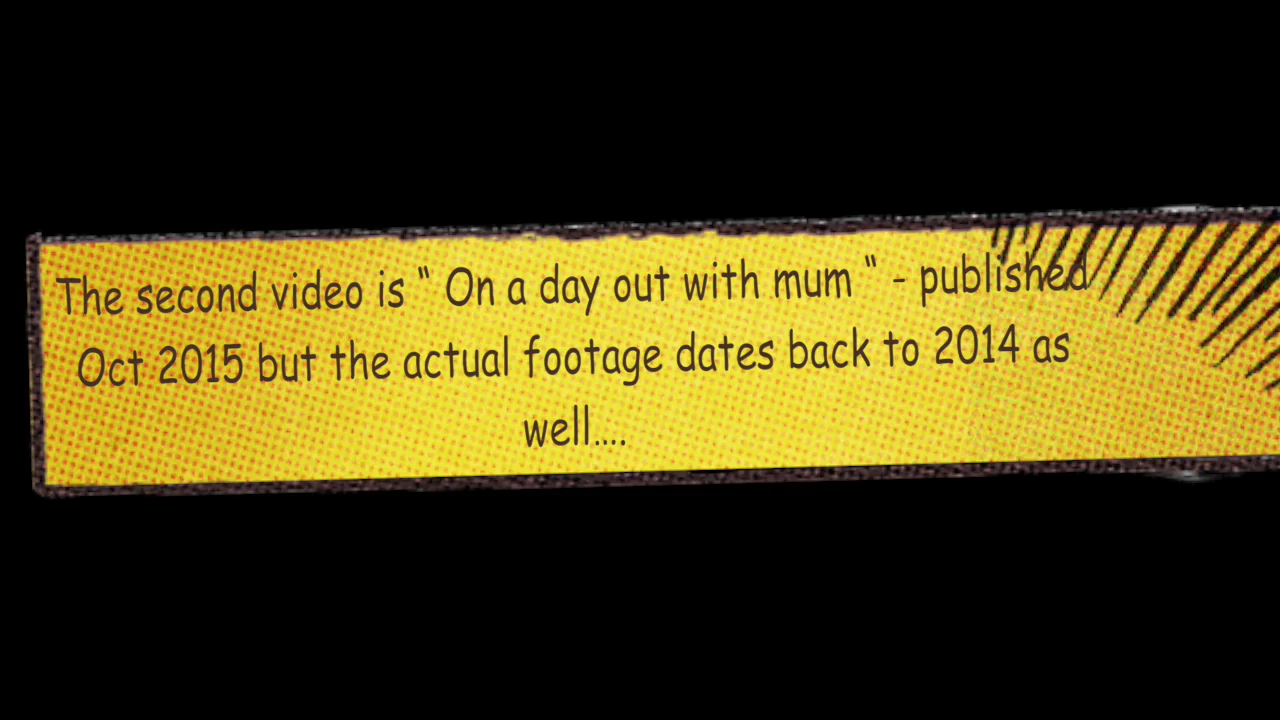 The second video is " On a day out with mum " - published
Oct 2015 but the actual footage dates back to 2014 as
well....